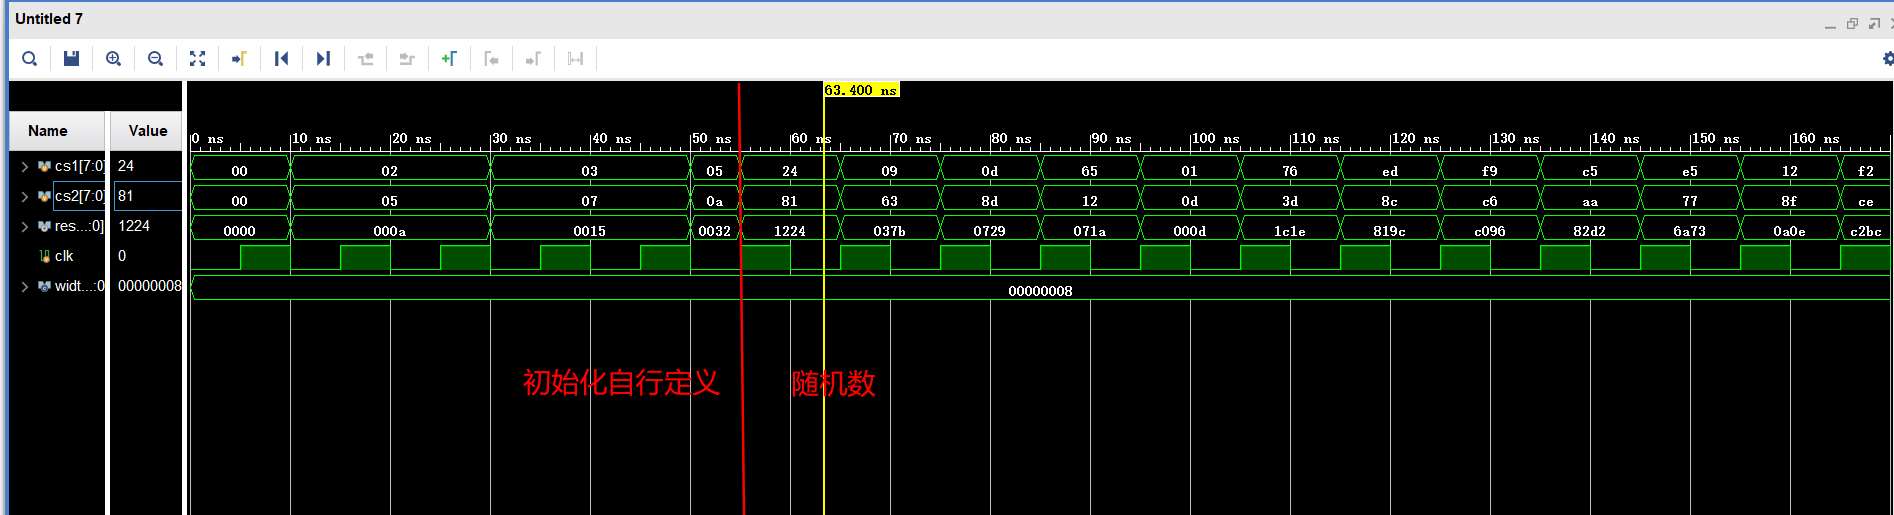 Untitled 7
63.400 ns
Name Value
0 ns 10 ns 20 ns 30 ns 40 ns 50 ns 60 ns 70 ns 80 ns 90 ns 100 ns 110 ns 120 ns 130 ns 140 ns 150 ns 160 ns
cs1[7:0] 24 00 02 03 05 24 09 0d 65 01 76 ed f9 c5 e5 12 f2
cs2[7:0] 81 00 05 07 0a 81 63 8d 12 0d 3d 8c c6 aa 77 8f ce
res...:0] 1224 0000 000a 0015 0032 1224 037b 0729 071a 000d 1c1e 819c c096 82d2 6a73 0a0e c2bc
clk 0
widt...:0 00000008 00000008
初始化自行定义 随机数